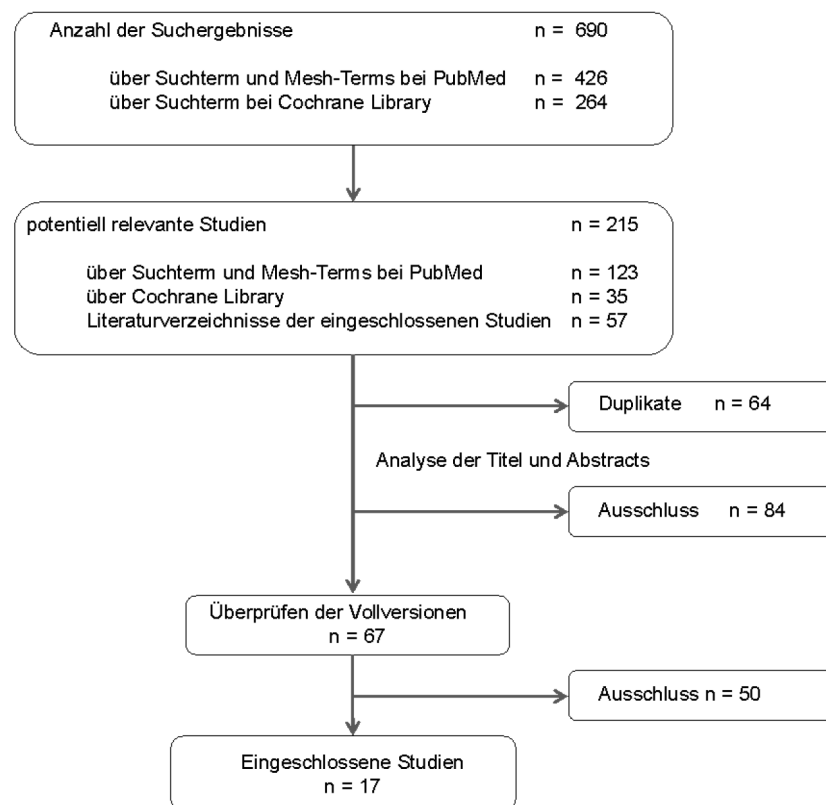 Anzahl der Suchergebnisse n = 690
über Suchterm und Mesh-Terms bei PubMed n = 426
über Suchterm bei Cochrane Library n = 264
potentiell relevante Studien n = 215
über Suchterm und Mesh-Terms bei PubMed n = 123
über Cochrane Library n = 35
Literaturverzeichnisse der eingeschlossenen Studien n = 57
Duplikate n = 64
Analyse der Titel und Abstracts
Ausschluss n = 84
Überprüfen der Vollversionen
n = 67
Ausschluss n = 50
Eingeschlossene Studien
n = 17